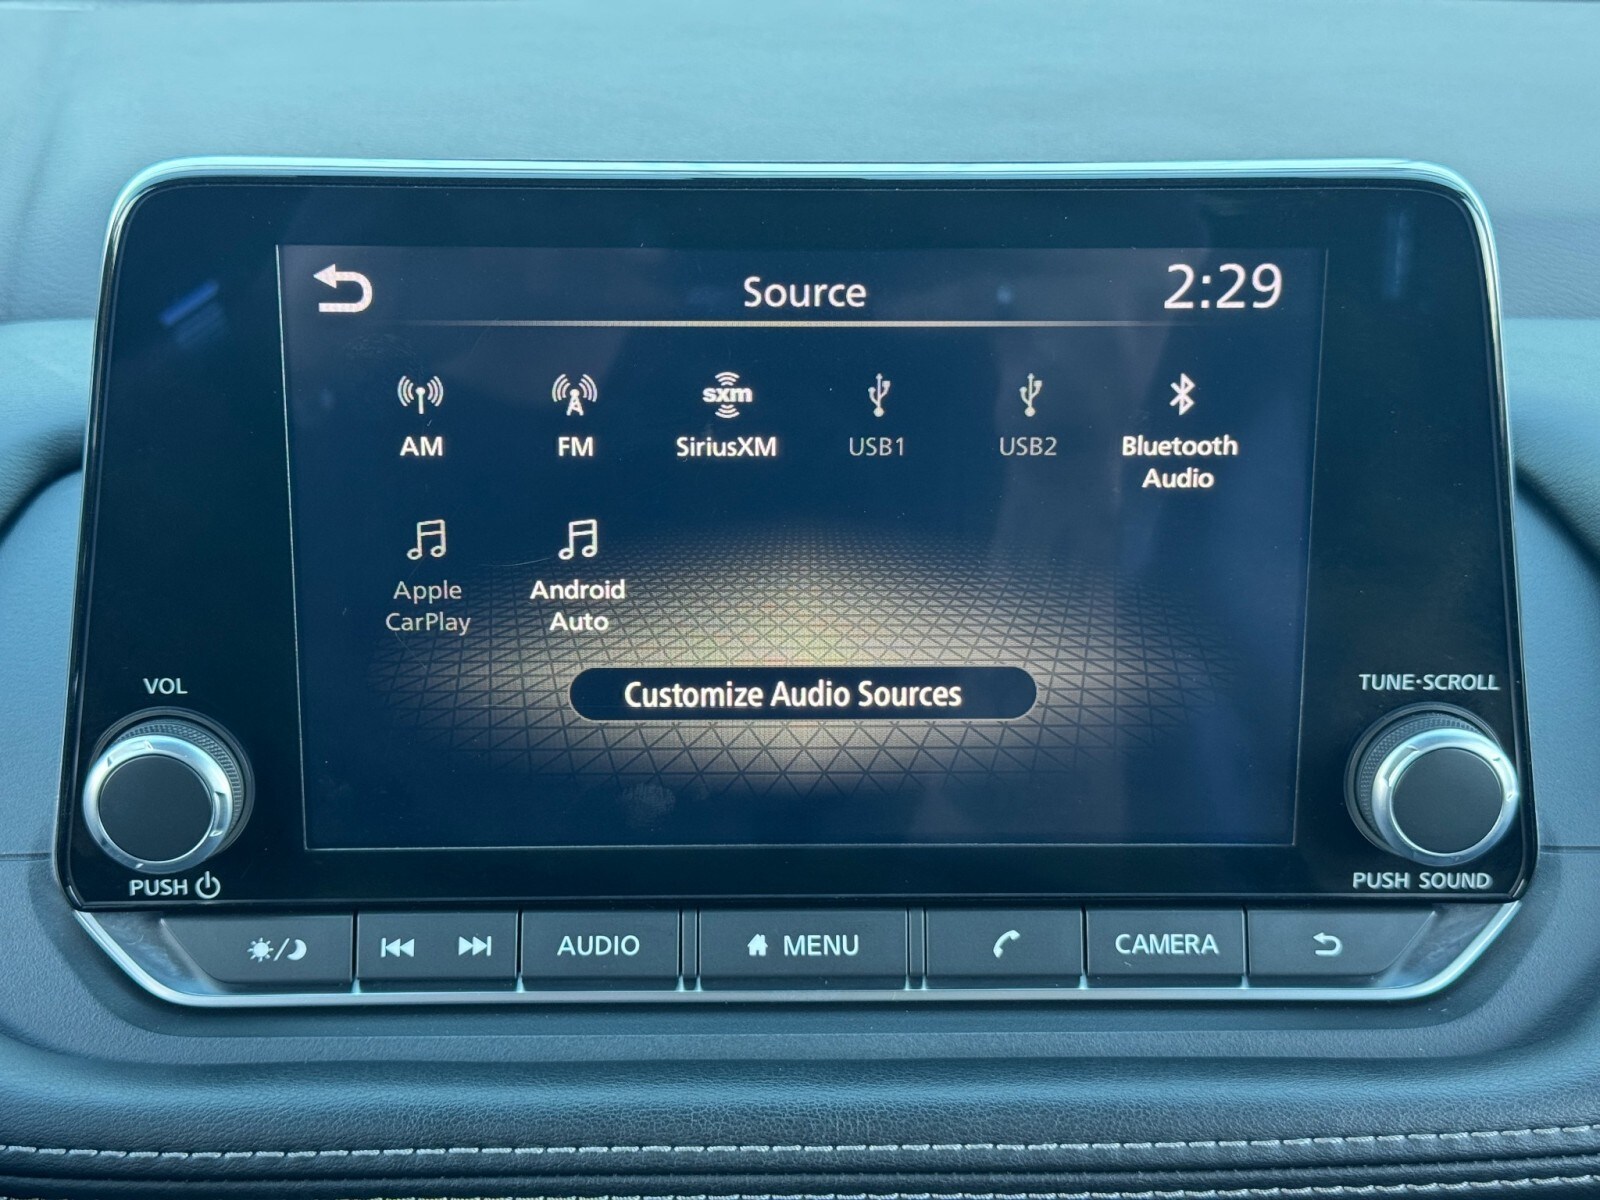 Source
2:29
sxm
AM
FM
SiriusXM
USB1
USB2
Bluetooth
Audio
Apple
CarPlay
Android
Auto
Customize Audio Sources
VOL
TUNE·SCROLL
PUSH
PUSH SOUND
AUDIO
MENU
CAMERA